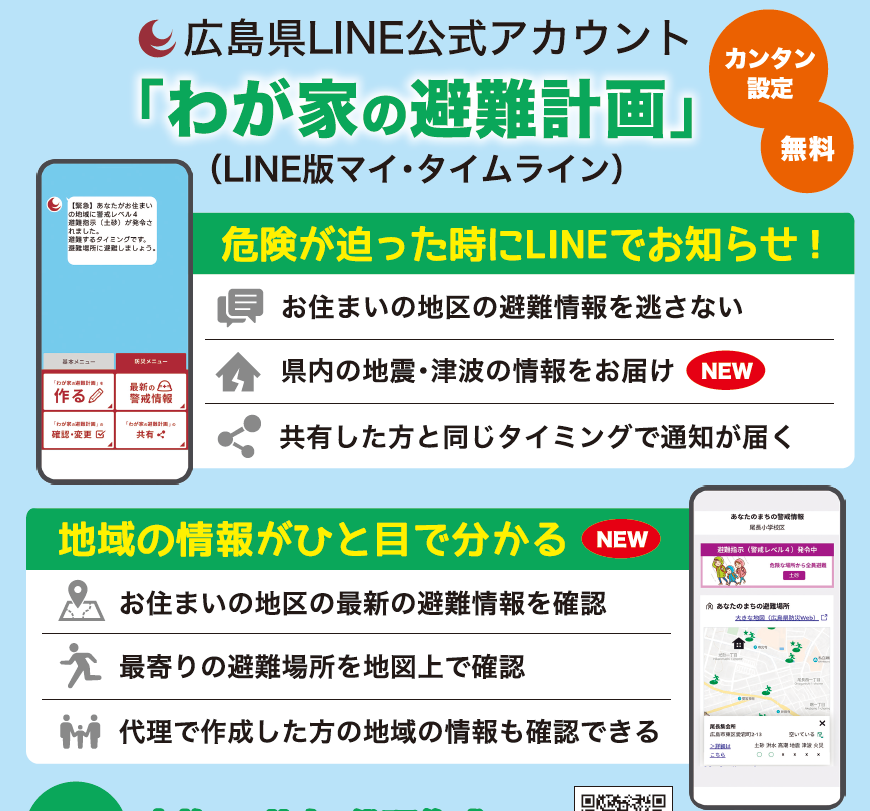 広島県LINE公式アカウント
「わが家の避難計画」
（LINE版マイ・タイムライン）
カンタン
設定
無料
【緊急】あなたがお住まい
の地域に警戒レベル４
避難指示（土砂）が発令さ
れました。
避難するタイミングです。
避難場所に避難しましょう。
基本メニュー
防災メニュー
「わが家の避難計画」を
作る
最新の
警戒情報
「わが家の避難計画」の
確認・変更
「わが家の避難計画」の
共有
危険が迫った時にLINEでお知らせ！
お住まいの地区の避難情報を逃さない
県内の地震・津波の情報をお届け NEW
共有した方と同じタイミングで通知が届く
地域の情報がひと目で分かる NEW
お住まいの地区の最新の避難情報を確認
最寄りの避難場所を地図上で確認
代理で作成した方の地域の情報も確認できる
あなたのまちの警戒情報
尾長小学校区
避難指示（警戒レベル４）発令中
危険な場所から全員避難
土砂
あなたのまちの避難場所
大きな地図（広島県防災Web）
尾長集会所
広島市東区愛宕町2-13
空いている
＞詳細は
こちら
土砂 洪水 高潮 地震 津波 火災
〇 〇 × × × ×